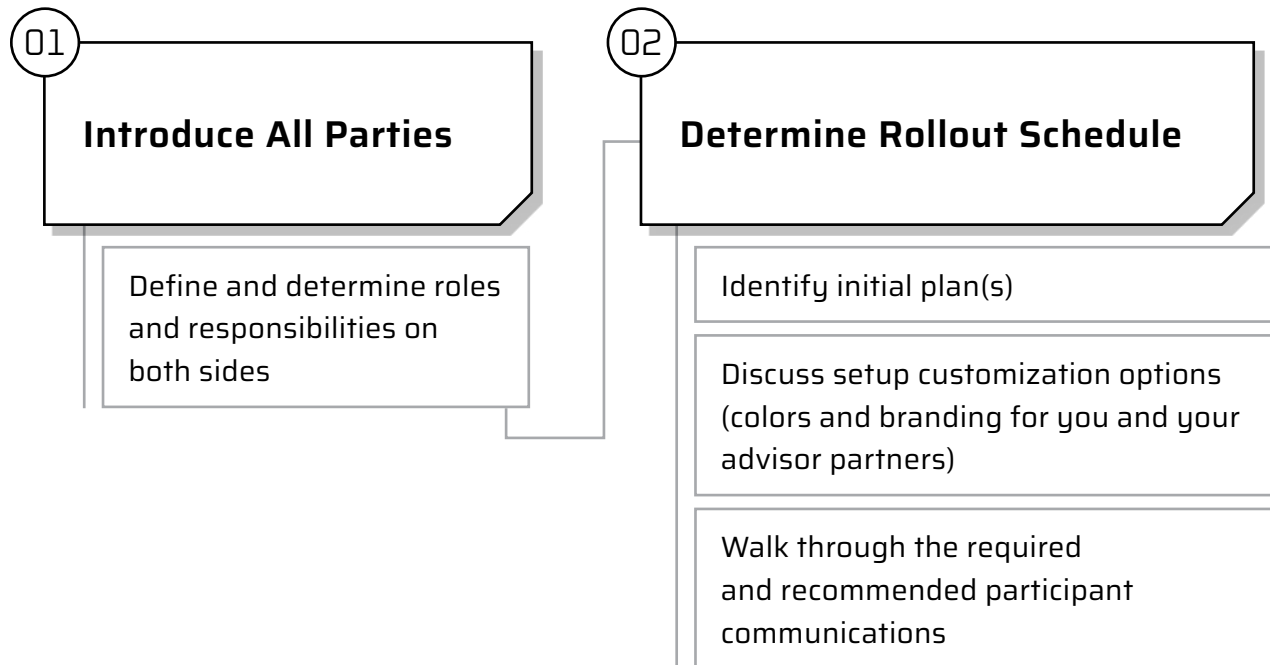 01
Introduce All Parties
Define and determine roles
and responsibilities on
both sides
02
Determine Rollout Schedule
Identify initial plan(s)
Discuss setup customization options
(colors and branding for you and your
advisor partners)
Walk through the required
and recommended participant
communications